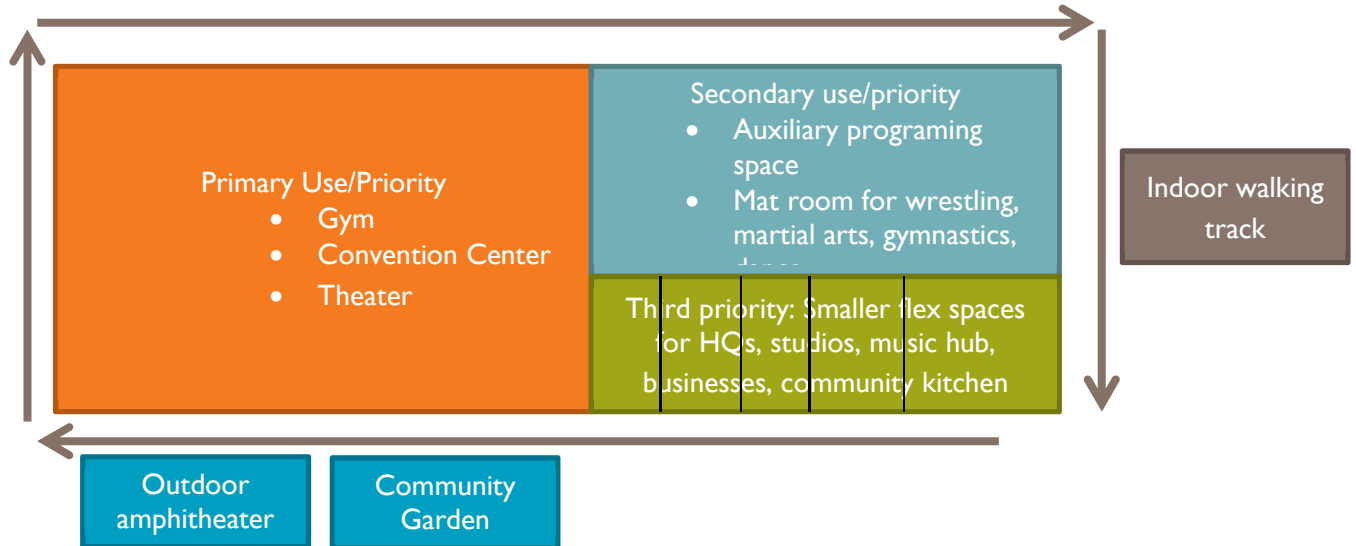 Primary Use/Priority
• Gym
• Convention Center
• Theater
Secondary use/priority
• Auxiliary programing
space
• Mat room for wrestling,
martial arts, gymnastics,
Third priority: Smaller flex spaces
for HQs, studios, music hub,
businesses, community kitchen
Indoor walking
track
Outdoor
amphitheater
Community
Garden